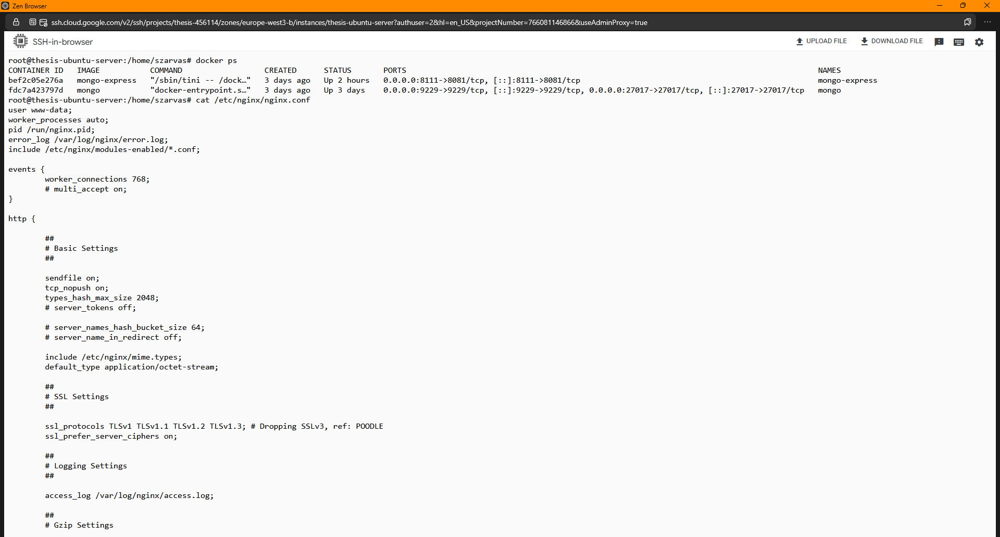 Zen Browser
ssh.cloud.google.com/v2/ssh/projects/thesis-456114/zones/europe-west3-b/instances/thesis-ubuntu-server?authuser=2&hl=en_US&projectNumber=766081146866&useAdminProxy=true
SSH-in-browser
UPLOAD FILE
DOWNLOAD FILE
root@thesis-ubuntu-server:/home/szarvas# docker ps
CONTAINER ID   IMAGE           COMMAND                  CREATED      STATUS       PORTS                                                                                          NAMES
bef2c05e276a   mongo-express   "/sbin/tini -- /dock…"   3 days ago   Up 2 hours   0.0.0.0:8111->8081/tcp, [::]:8111->8081/tcp                                                    mongo-express
fdc7a423797d   mongo           "docker-entrypoint.s…"   3 days ago   Up 3 days    0.0.0.0:9229->9229/tcp, [::]:9229->9229/tcp, 0.0.0.0:27017->27017/tcp, [::]:27017->27017/tcp   mongo
root@thesis-ubuntu-server:/home/szarvas# cat /etc/nginx/nginx.conf
user www-data;
worker_processes auto;
pid /run/nginx.pid;
error_log /var/log/nginx/error.log;
include /etc/nginx/modules-enabled/*.conf;
events {
worker_connections 768;
# multi_accept on;
}
http {
##
# Basic Settings
##
sendfile on;
tcp_nopush on;
types_hash_max_size 2048;
# server_tokens off;
# server_names_hash_bucket_size 64;
# server_name_in_redirect off;
include /etc/nginx/mime.types;
default_type application/octet-stream;
##
# SSL Settings
##
ssl_protocols TLSv1 TLSv1.1 TLSv1.2 TLSv1.3; # Dropping SSLv3, ref: POODLE
ssl_prefer_server_ciphers on;
##
# Logging Settings
##
access_log /var/log/nginx/access.log;
##
# Gzip Settings